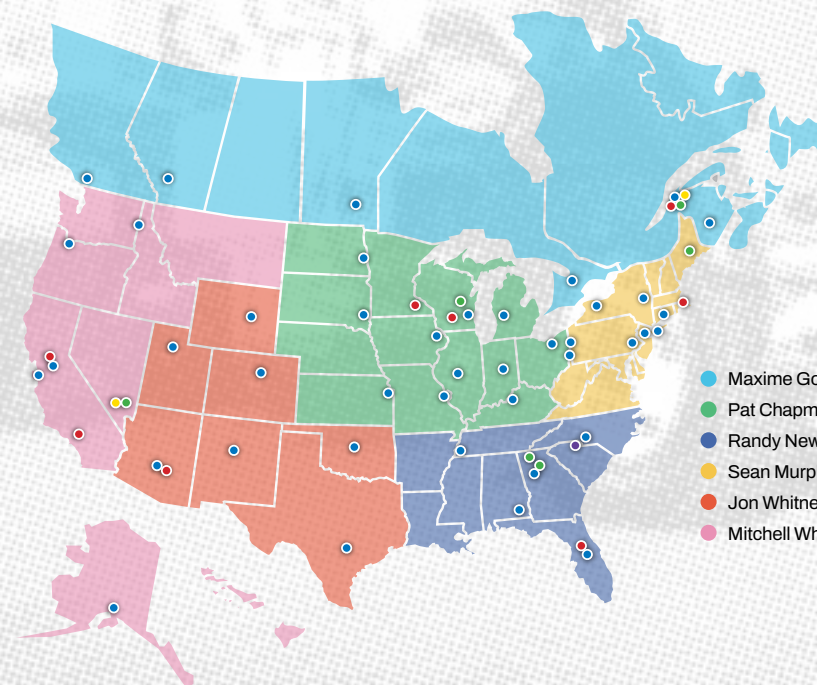 Maxime Go
Pat Chapm
Randy New
Sean Murp
Jon Whitne
Mitchell Wh